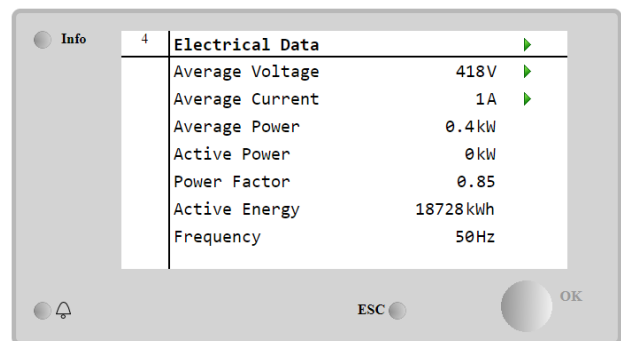 Info
4 Electrical Data
Average Voltage 418V
Average Current 1A
Average Power 0.4kW
Active Power 0kW
Power Factor 0.85
Active Energy 18728kWh
Frequency 50Hz
ESC
OK